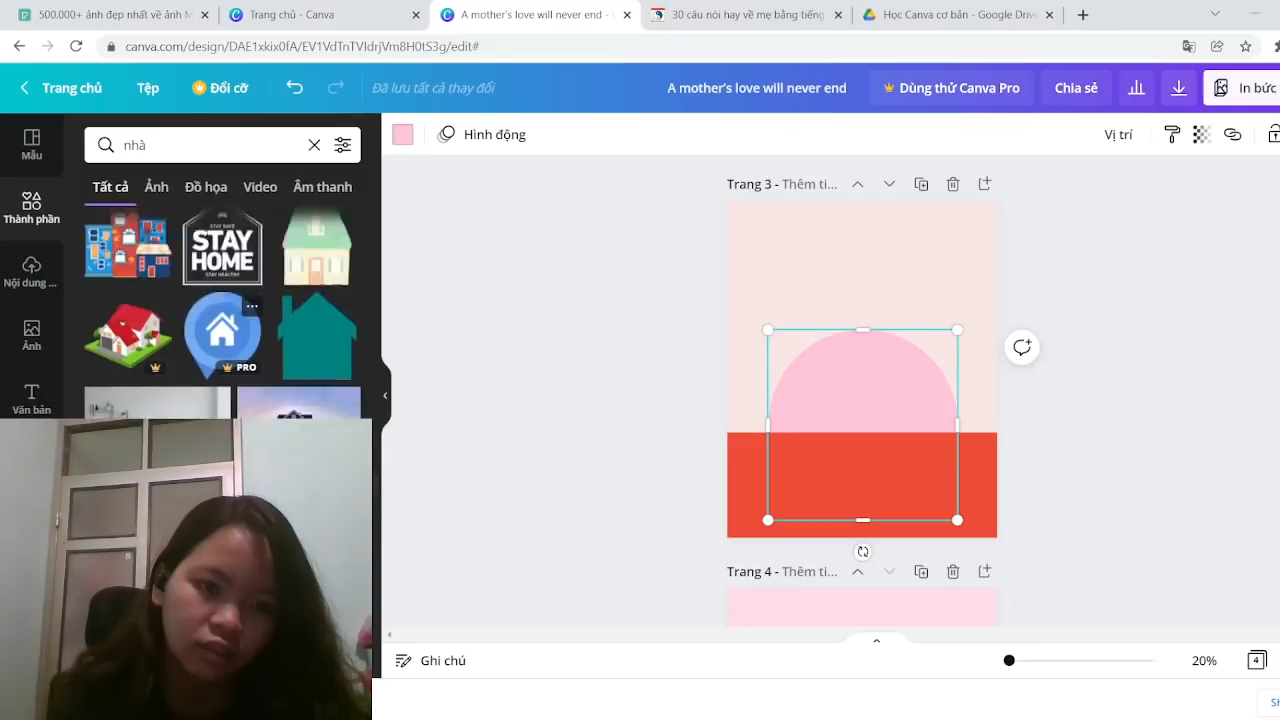 500.000+ ảnh đẹp nhất về ảnh M
Trang chủ - Canva
A mother's love will never end -
30 câu nói hay về mẹ bằng tiếng
Học Canva cơ bản - Google Drive
canva.com/design/DAE1xkix0fA/EV1VdTnTVIdrjVm8H0tS3g/edit#
Trang chủ
Tệp
Đổi cỡ
Đã lưu tất cả thay đổi
A mother's love will never end
Dùng thử Canva Pro
Chia sẻ
In bức
Mẫu
nhà
Hình động
Vị trí
Tất cả
Ảnh
Đồ họa
Video
Âm thanh
Thành phần
Trang 3 - Thêm ti...
STAY SAFE
STAY
HOME
STAY HEALTHY
Nội dung ...
Ảnh
PRO
Văn bản
Trang 4 - Thêm ti...
Ghi chú
20%
4